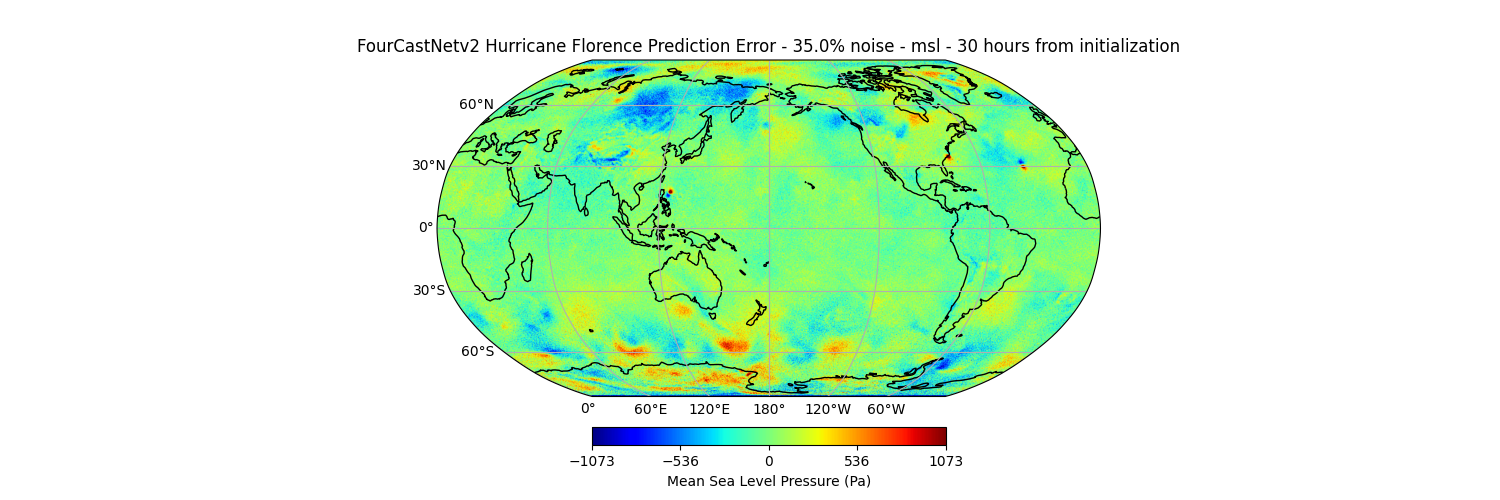 FourCastNetv2 Hurricane Florence Prediction Error - 35.0% noise - msl - 30 hours from initialization
60°N
30°N
0°
30°S
60°S
0° 60°E 120°E 180° 120°W 60°W
−1073 −536 0 536 1073
Mean Sea Level Pressure (Pa)